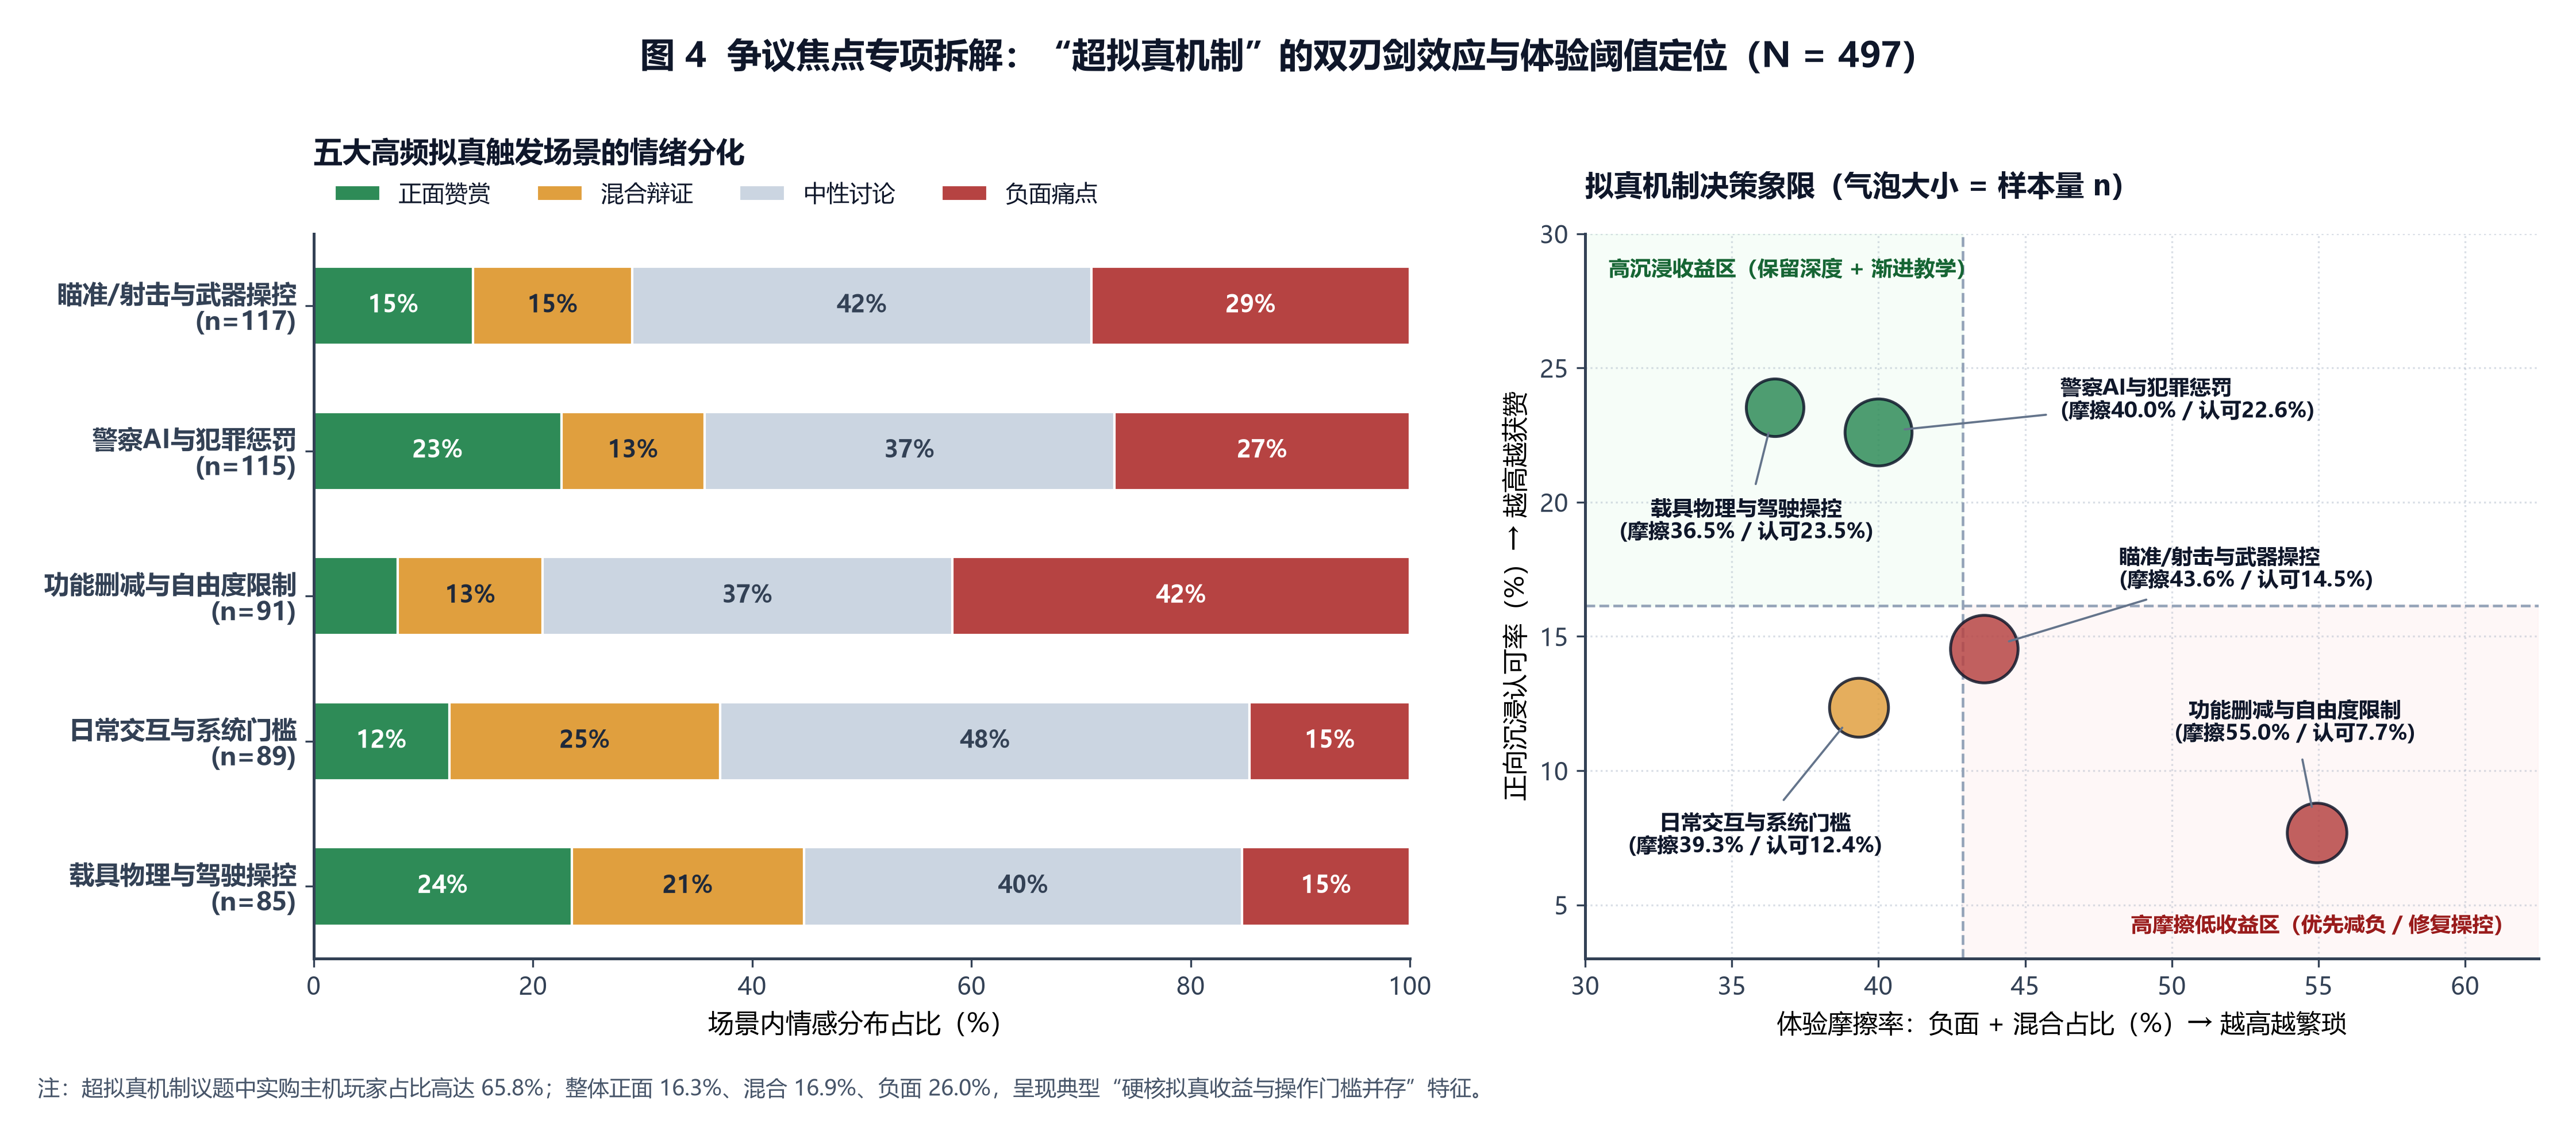 图 4 争议焦点专项拆解：“超拟真机制”的双刃剑效应与体验阈值定位（N = 497）
五大高频拟真触发场景的情绪分化
正面赞赏 混合辩证 中性讨论 负面痛点
瞄准/射击与武器操控
(n=117)
15% 15% 42% 29%
警察AI与犯罪惩罚
(n=115)
23% 13% 37% 27%
功能删减与自由度限制
(n=91)
13% 37% 42%
日常交互与系统门槛
(n=89)
12% 25% 48% 15%
载具物理与驾驶操控
(n=85)
24% 21% 40% 15%
0 20 40 60 80 100
场景内情感分布占比（%）
拟真机制决策象限（气泡大小 = 样本量 n）
正向沉浸认可率（%）→ 越高越获赞
30
25
20
15
10
5
高沉浸收益区（保留深度 + 渐进教学）
警察AI与犯罪惩罚
(摩擦40.0% / 认可22.6%)
载具物理与驾驶操控
(摩擦36.5% / 认可23.5%)
瞄准/射击与武器操控
(摩擦43.6% / 认可14.5%)
功能删减与自由度限制
(摩擦55.0% / 认可7.7%)
日常交互与系统门槛
(摩擦39.3% / 认可12.4%)
高摩擦低收益区（优先减负 / 修复操控）
30 35 40 45 50 55 60
体验摩擦率：负面 + 混合占比（%）→ 越高越繁琐
注：超拟真机制议题中实购主机玩家占比高达 65.8%；整体正面 16.3%、混合 16.9%、负面 26.0%，呈现典型“硬核拟真收益与操作门槛并存”特征。